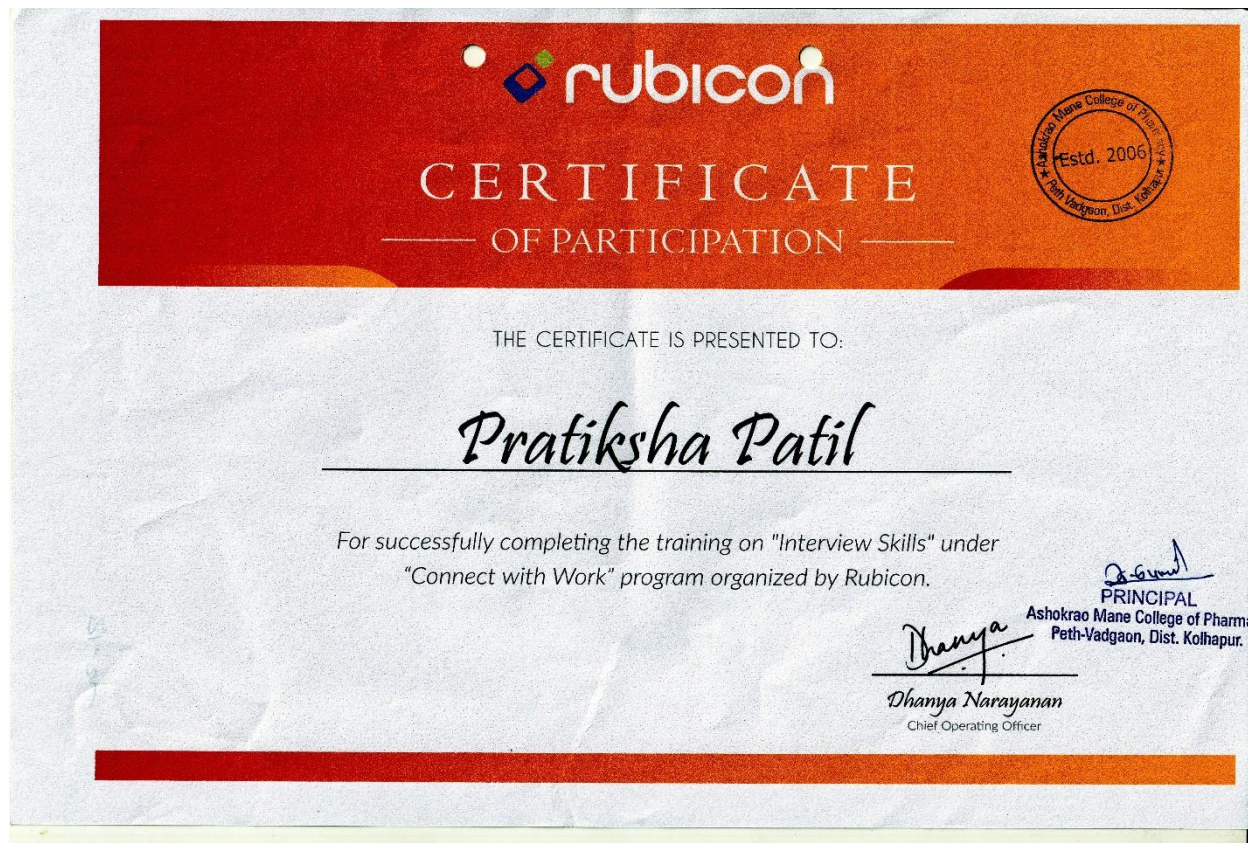 rubicon
CERTIFICATE
OF PARTICIPATION
Ashokrao Mane College of Pharmacy
Estd. 2006
Peth Vadgaon, Dist. Kolhapur
THE CERTIFICATE IS PRESENTED TO:
Pratiksha Patil
For successfully completing the training on "Interview Skills" under
“Connect with Work” program organized by Rubicon.
PRINCIPAL
Ashokrao Mane College of Pharma
Peth-Vadgaon, Dist. Kolhapur.
Dhanya
Dhanya Narayanan
Chief Operating Officer